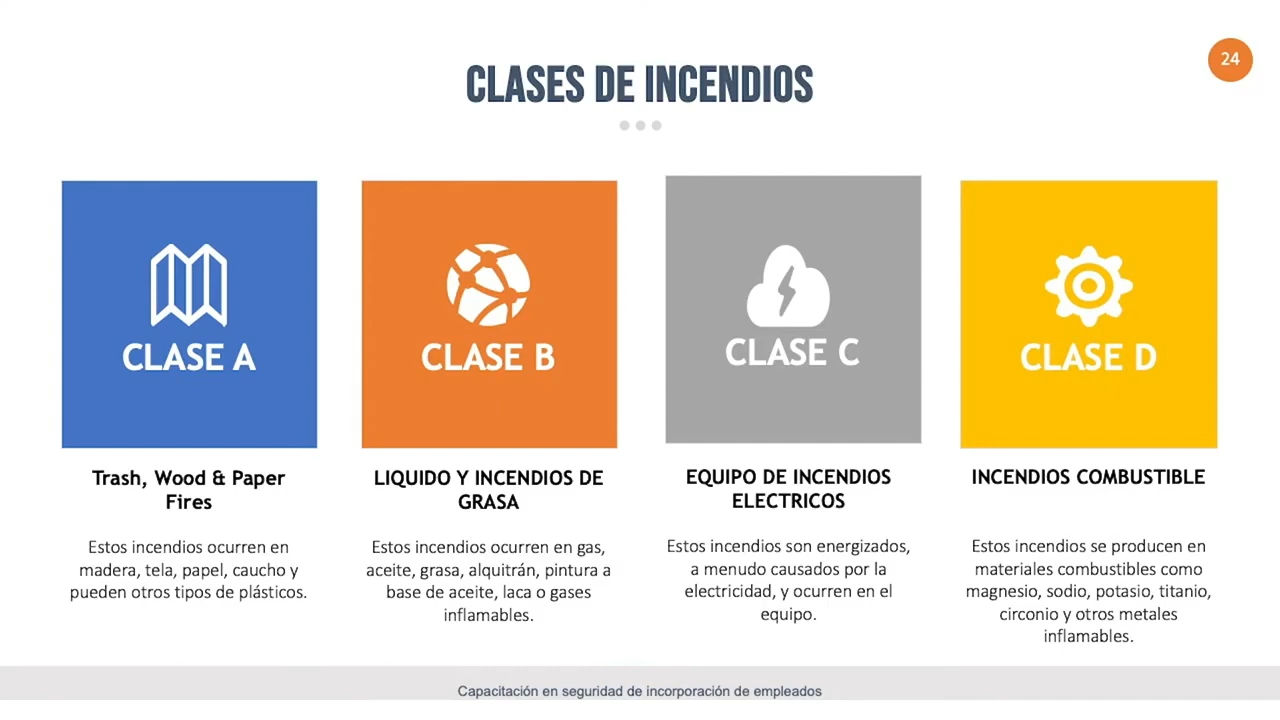 24
CLASES DE INCENDIOS
CLASE A
Trash, Wood & Paper
Fires
Estos incendios ocurren en
madera, tela, papel, caucho y
pueden otros tipos de plásticos.
CLASE B
LIQUIDO Y INCENDIOS DE
GRASA
Estos incendios ocurren en gas,
aceite, grasa, alquitrán, pintura a
base de aceite, laca o gases
inflamables.
CLASE C
EQUIPO DE INCENDIOS
ELECTRICOS
Estos incendios son energizados,
a menudo causados por la
electricidad, y ocurren en el
equipo.
CLASE D
INCENDIOS COMBUSTIBLE
Estos incendios se producen en
materiales combustibles como
magnesio, sodio, potasio, titanio,
circonio y otros metales
inflamables.
Capacitación en seguridad de incorporación de empleados